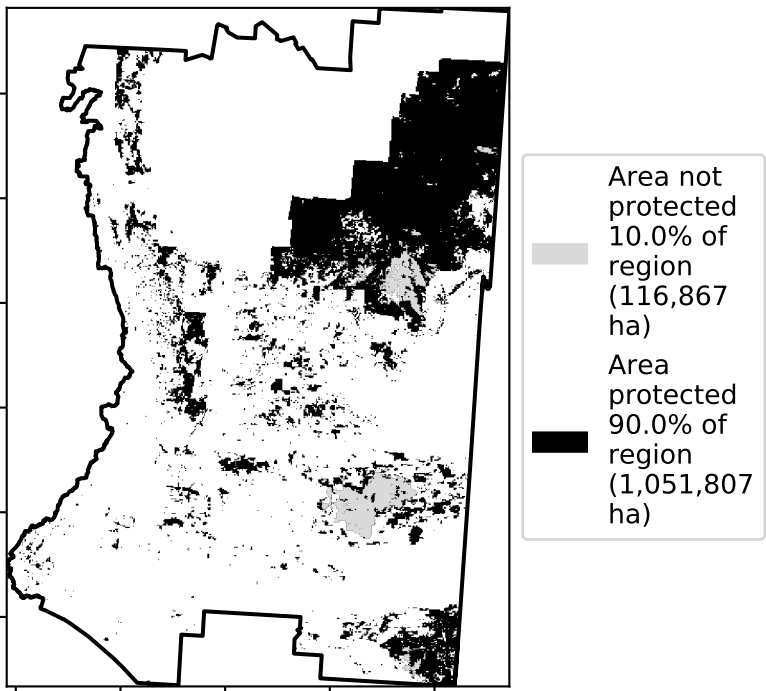 Area not
protected
10.0% of
region
(116,867
ha)
Area
protected
90.0% of
region
(1,051,807
ha)